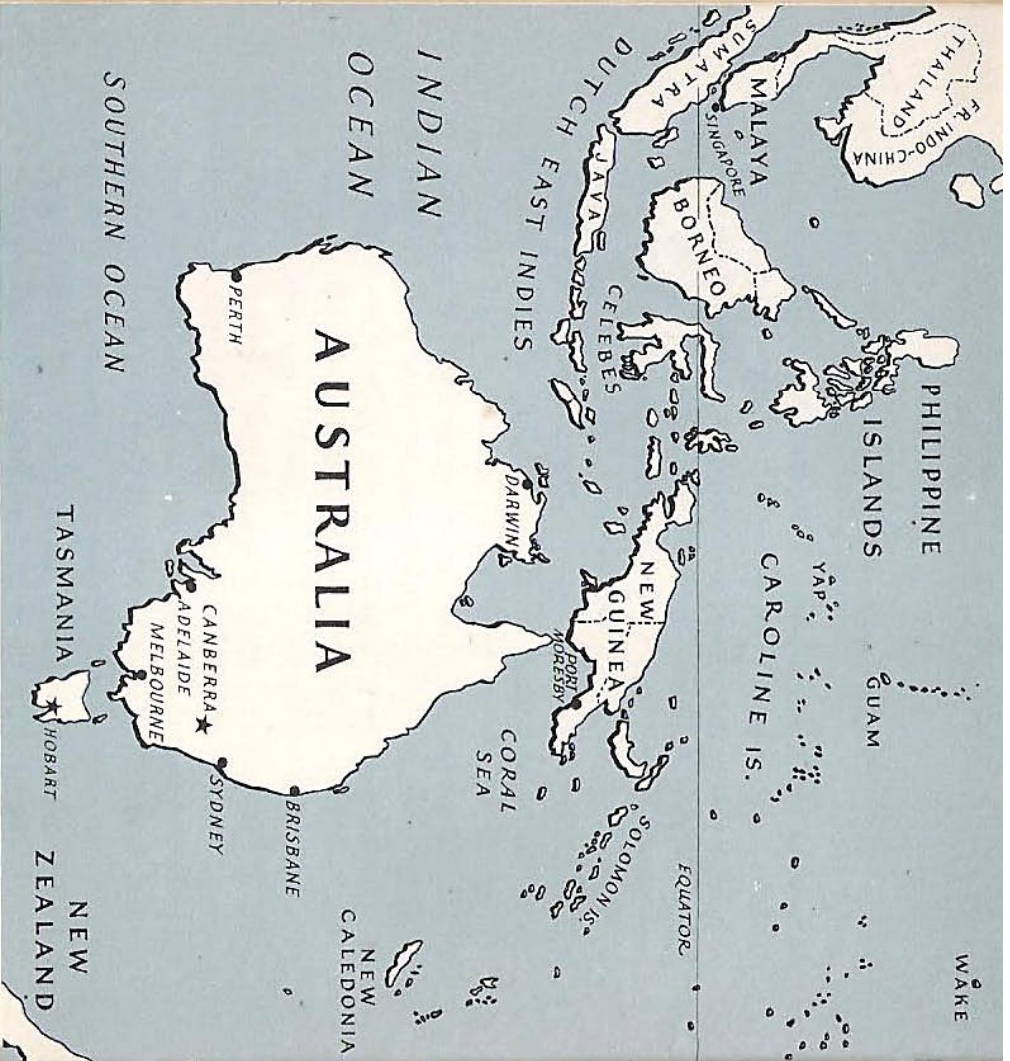 THAILAND
FR. INDO-CHINA
SUMATRA
MALAYA
SINGAPORE
DUTCH EAST INDIES
JAVA
BORNEO
CELEBES
PHILIPPINE
ISLANDS
YAP
GUAM
CAROLINE IS.
WAKE
EQUATOR
NEW
GUINEA
PORT
MORESBY
SOLOMON IS.
CORAL
SEA
INDIAN
OCEAN
DARWIN
AUSTRALIA
PERTH
BRISBANE
NEW
CALEDONIA
CANBERRA
ADELAIDE
MELBOURNE
SYDNEY
SOUTHERN OCEAN
TASMANIA
HOBART
NEW
ZEALAND